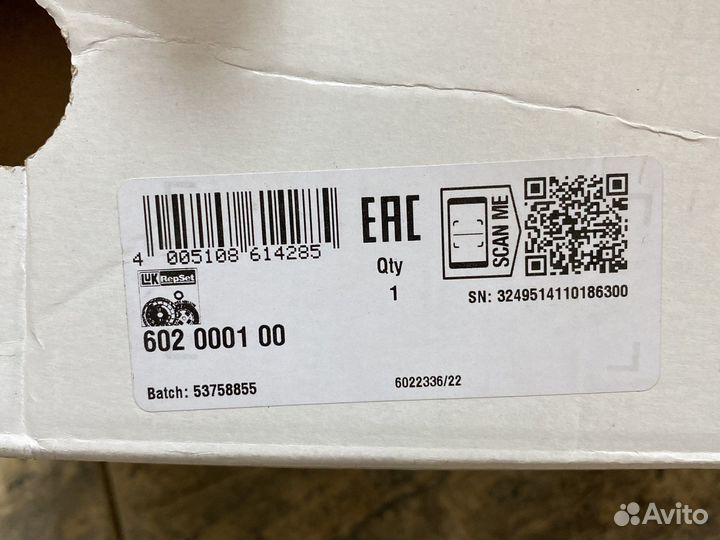 4 005108 614285
EAC
Qty
1
SCAN ME
SN: 3249514110186300
LuK RepSet
602 0001 00
Batch: 53758855
6022336/22
Avito